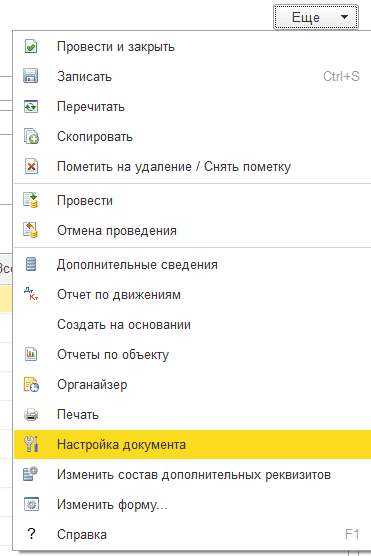 Еще
Провести и закрыть
Записать Ctrl+S
Перечитать
Скопировать
Пометить на удаление / Снять пометку
Провести
Отмена проведения
Дополнительные сведения
Дт Кт Отчет по движениям
Создать на основании
Отчеты по объекту
Органайзер
Печать
Настройка документа
Изменить состав дополнительных реквизитов
Изменить форму...
? Справка F1